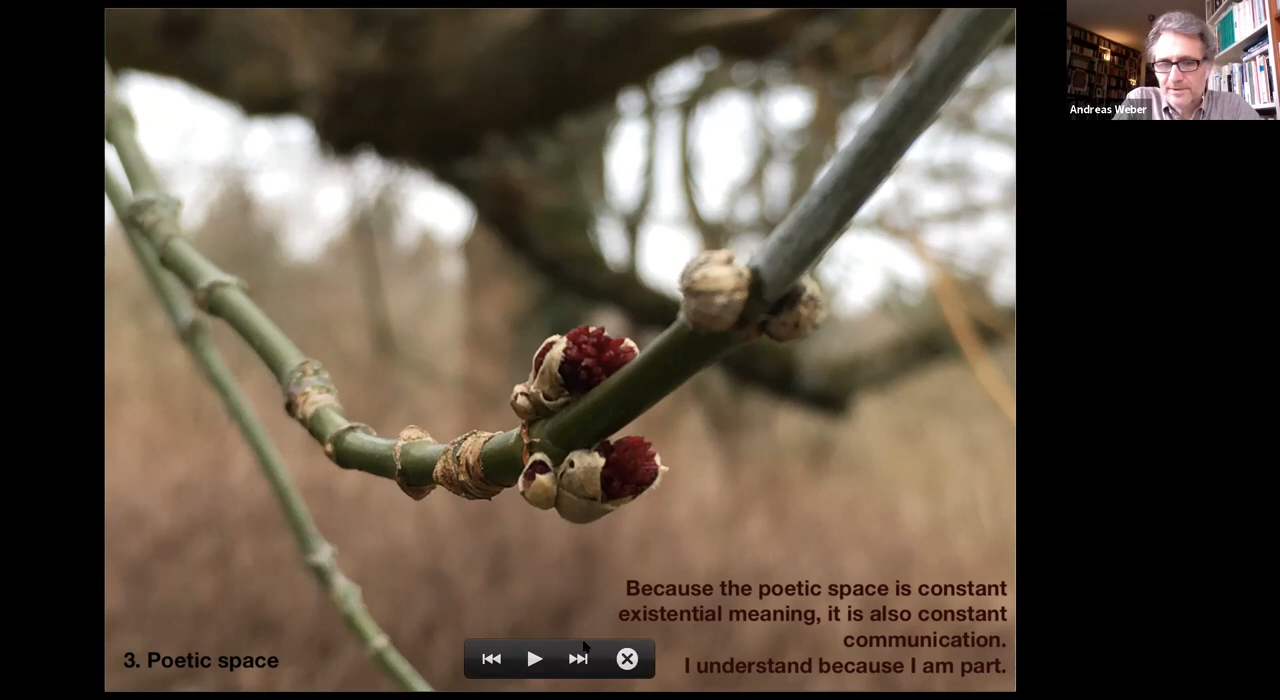 Andreas Weber
Because the poetic space is constant
existential meaning, it is also constant
communication.
I understand because I am part.
3. Poetic space